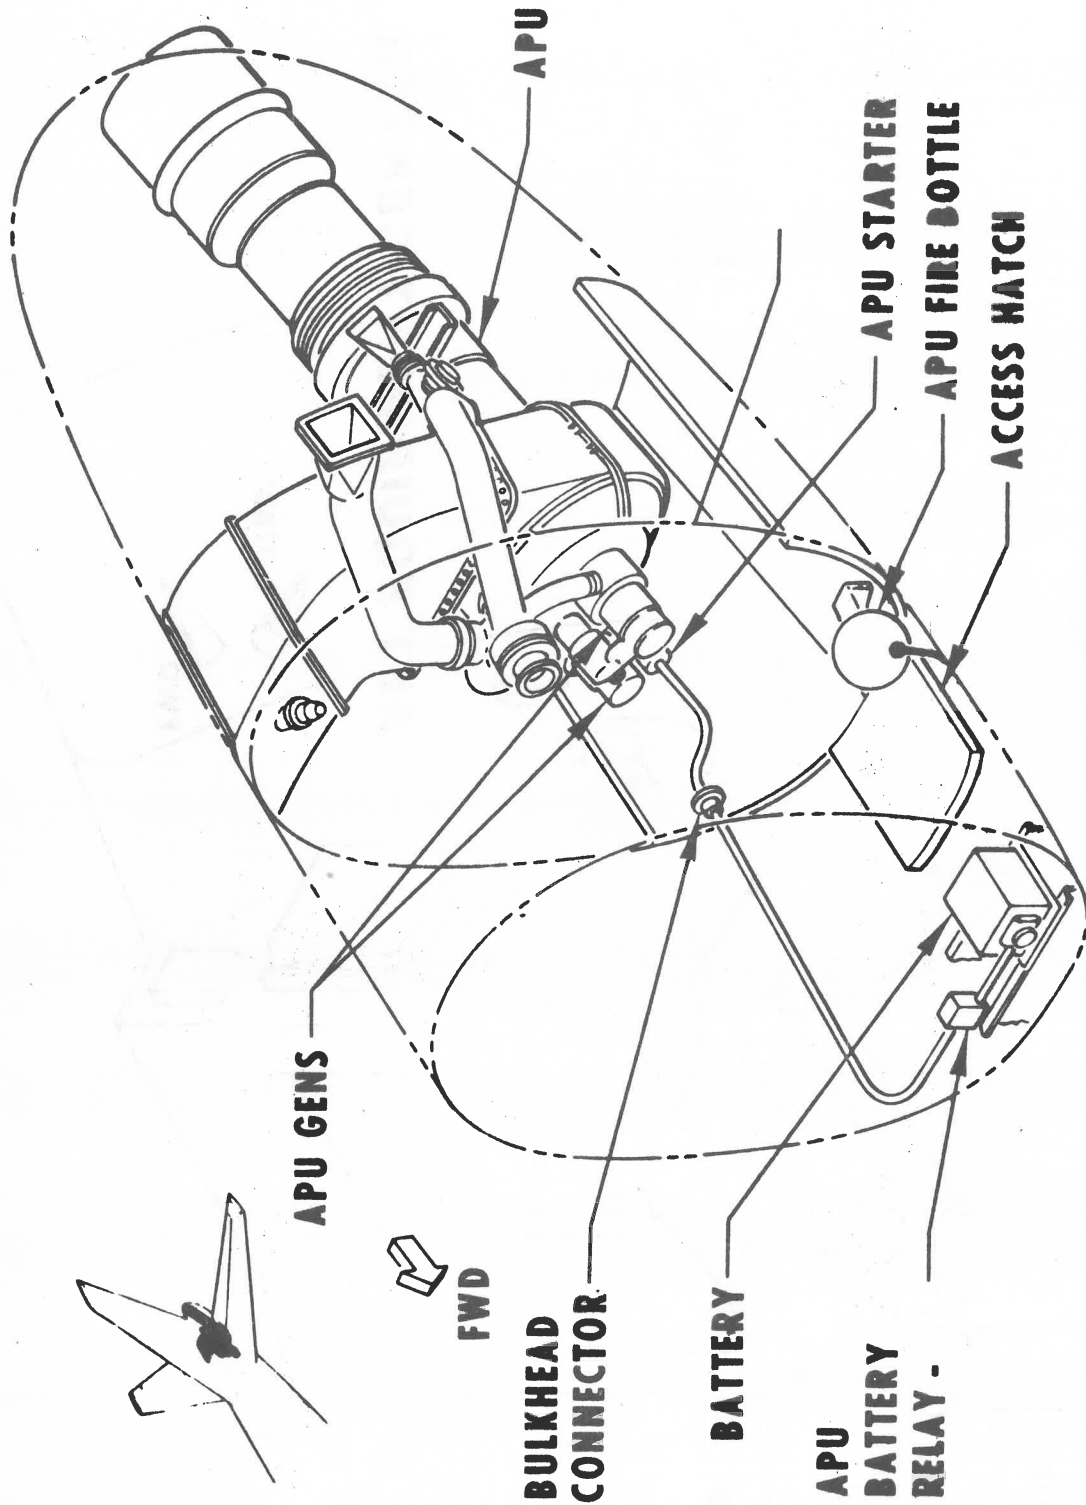 APU GENS
FWD
BULKHEAD
CONNECTOR
BATTERY
APU
BATTERY
RELAY -
APU
APU STARTER
APU FIRE BOTTLE
ACCESS HATCH